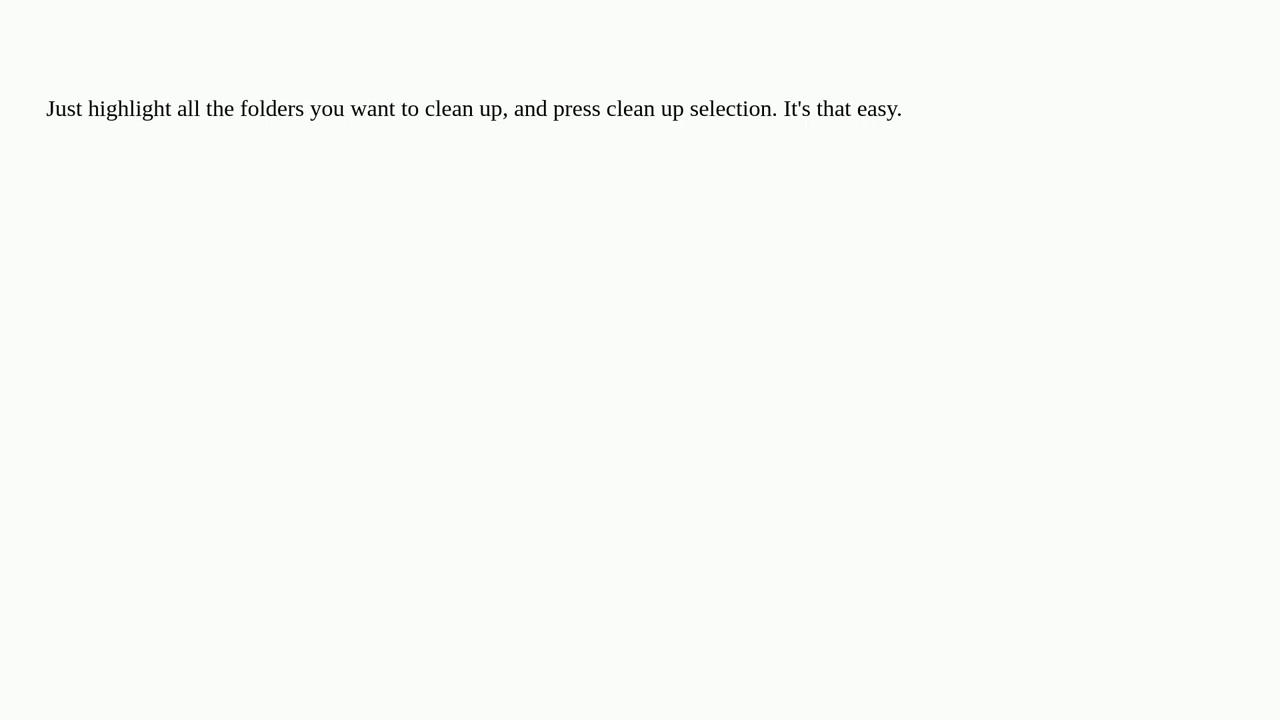 Just highlight all the folders you want to clean up, and press clean up selection. It's that easy.